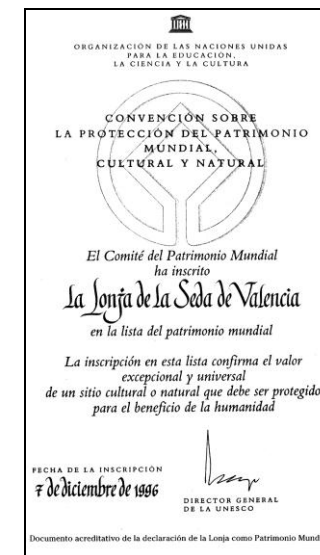 ORGANIZACIÓN DE LAS NACIONES UNIDAS
PARA LA EDUCACIÓN,
LA CIENCIA Y LA CULTURA
CONVENCIÓN SOBRE
LA PROTECCIÓN DEL PATRIMONIO
MUNDIAL,
CULTURAL Y NATURAL
El Comité del Patrimonio Mundial
ha inscrito
La Lonja de la Seda de Valencia
en la lista del patrimonio mundial
La inscripción en esta lista confirma el valor
excepcional y universal
de un sitio cultural o natural que debe ser protegido
para el beneficio de la humanidad
FECHA DE LA INSCRIPCIÓN
7 de diciembre de 1996
DIRECTOR GENERAL
DE LA UNESCO
Documento acreditativo de la declaración de la Lonja como Patrimonio Mund